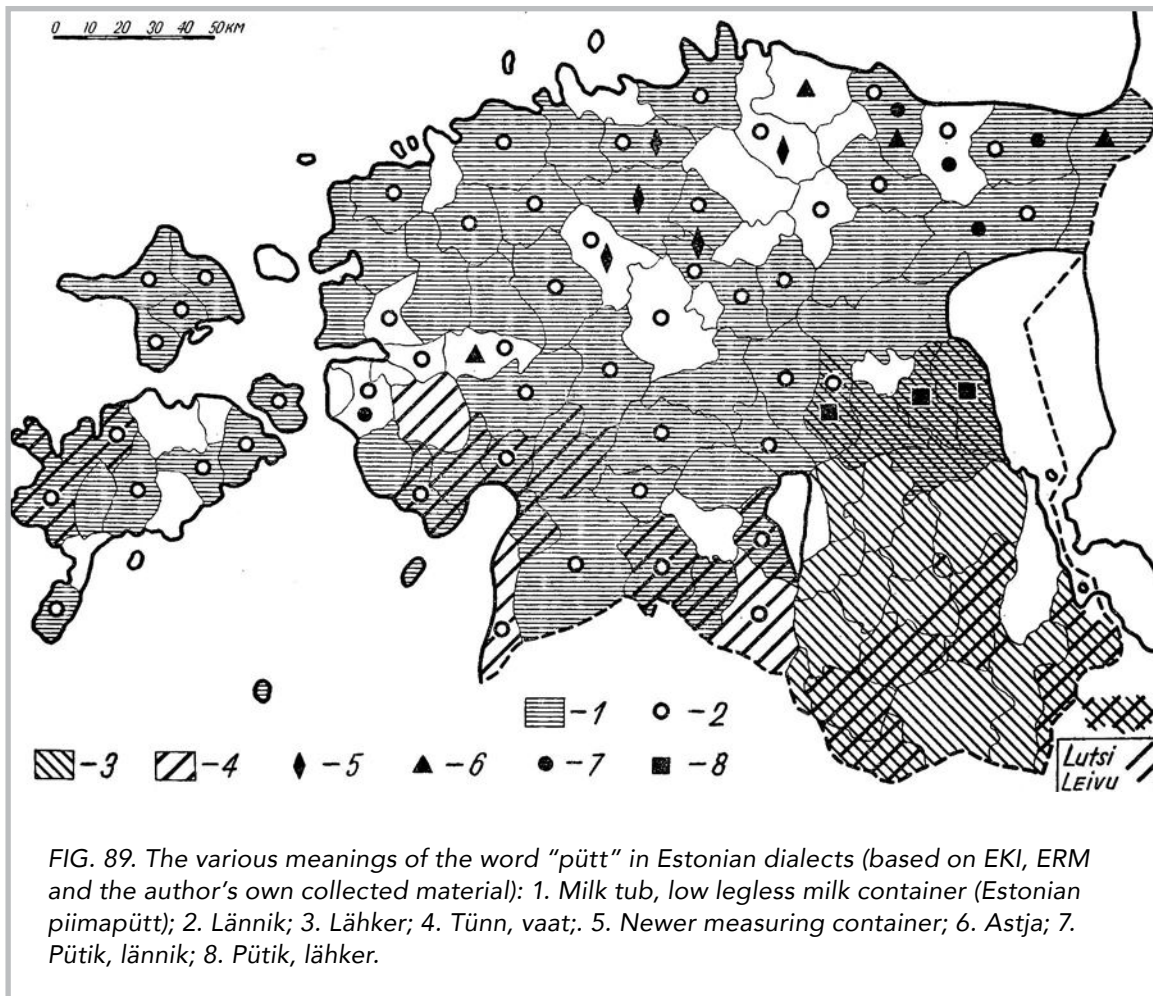 0 10 20 30 40 50КМ
-1 -2
-3 -4 -5 -6 -7 -8
Lutsi
LEIVU
FIG. 89. The various meanings of the word “pütt” in Estonian dialects (based on EKI, ERM
and the author’s own collected material): 1. Milk tub, low legless milk container (Estonian
piimapütt); 2. Lännik; 3. Lähker; 4. Tünn, vaat;. 5. Newer measuring container; 6. Astja; 7.
Pütik, lännik; 8. Pütik, lähker.